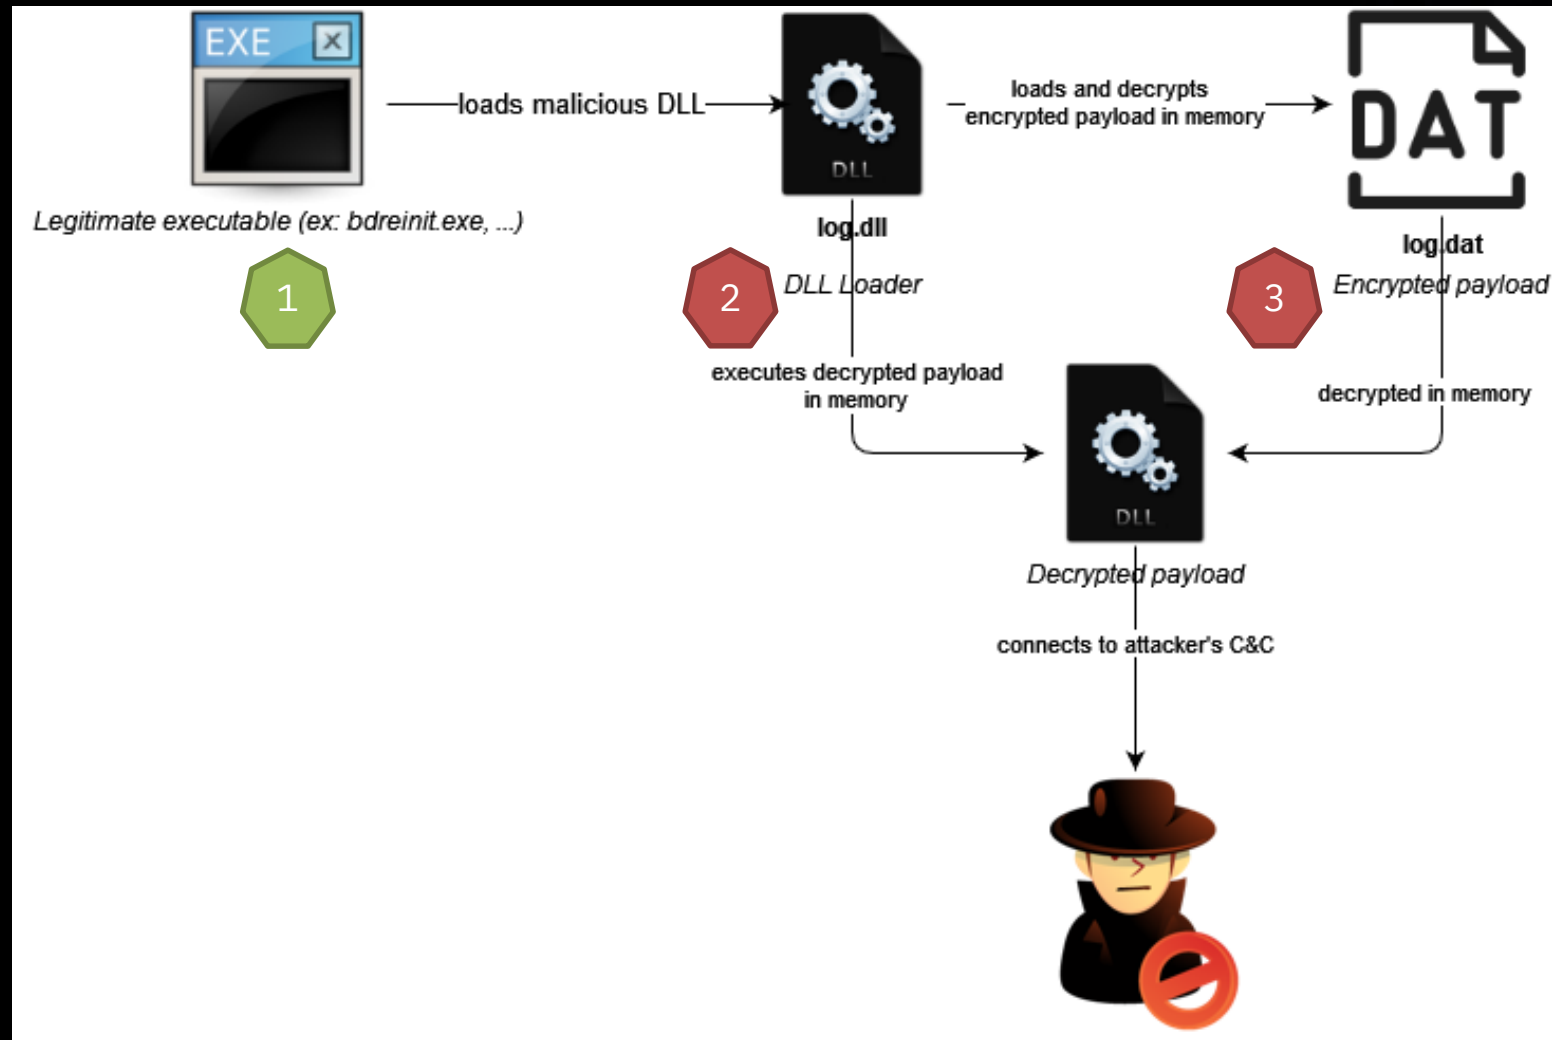 EXE
loads malicious DLL
DLL
loads and decrypts
encrypted payload in memory
DAT
Legitimate executable (ex: bdreinit.exe, ...)
log.dll
log.dat
1
2
DLL Loader
3
Encrypted payload
executes decrypted payload
in memory
decrypted in memory
DLL
Decrypted payload
connects to attacker's C&C